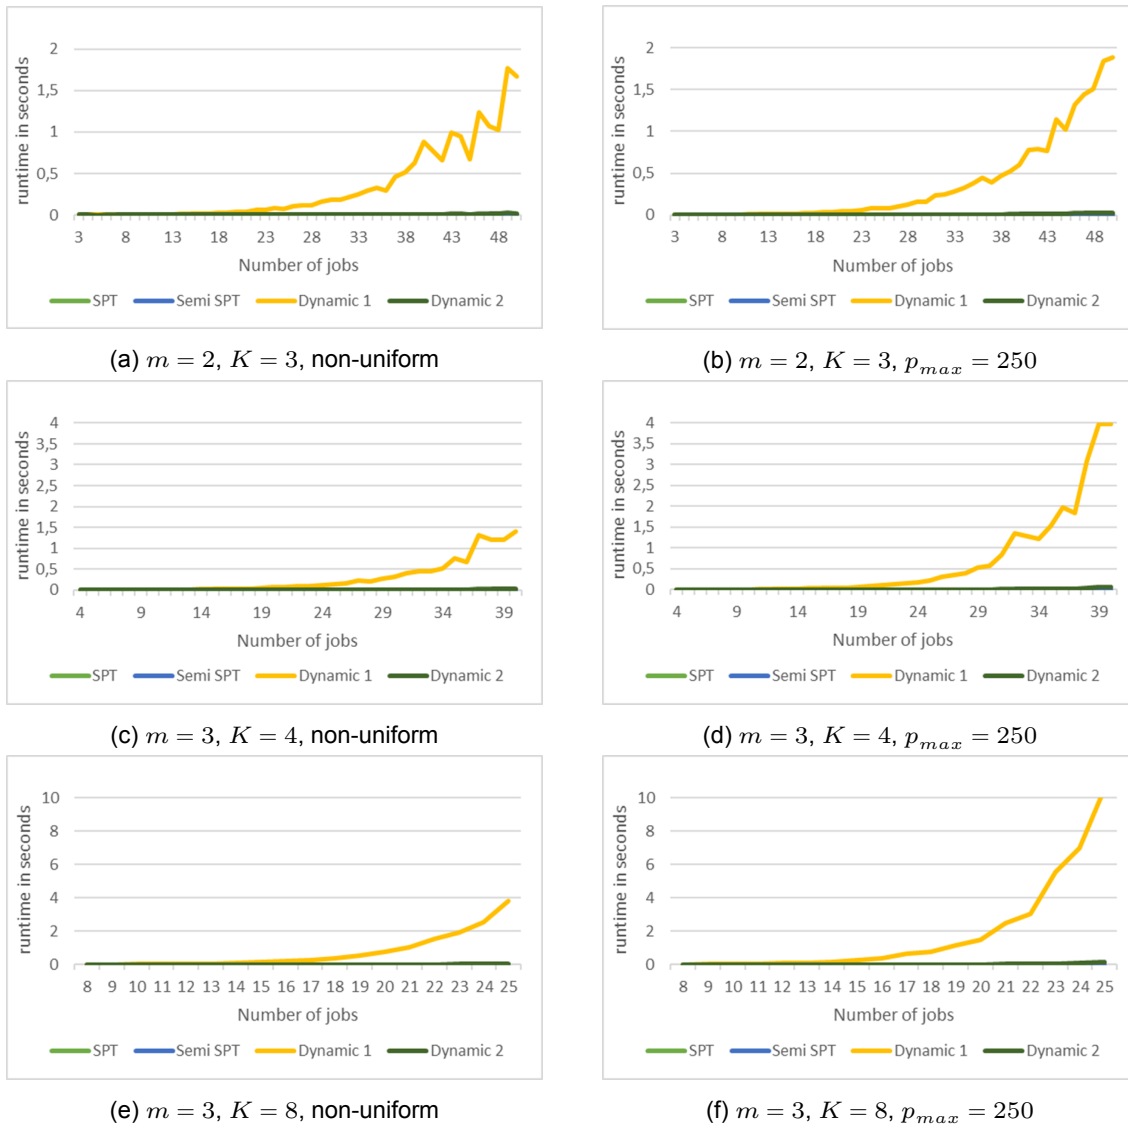 runtime in seconds
2
1,5
1
0,5
0
3 8 13 18 23 28 33 38 43 48
Number of jobs
SPT Semi SPT Dynamic 1 Dynamic 2
(a) m = 2, K = 3, non-uniform
runtime in seconds
2
1,5
1
0,5
0
3 8 13 18 23 28 33 38 43 48
Number of jobs
SPT Semi SPT Dynamic 1 Dynamic 2
(b) m = 2, K = 3, p_{max} = 250
runtime in seconds
4
3,5
3
2,5
2
1,5
1
0,5
0
4 9 14 19 24 29 34 39
Number of jobs
SPT Semi SPT Dynamic 1 Dynamic 2
(c) m = 3, K = 4, non-uniform
runtime in seconds
4
3,5
3
2,5
2
1,5
1
0,5
0
4 9 14 19 24 29 34 39
Number of jobs
SPT Semi SPT Dynamic 1 Dynamic 2
(d) m = 3, K = 4, p_{max} = 250
runtime in seconds
10
8
6
4
2
0
8 9 10 11 12 13 14 15 16 17 18 19 20 21 22 23 24 25
Number of jobs
SPT Semi SPT Dynamic 1 Dynamic 2
(e) m = 3, K = 8, non-uniform
runtime in seconds
10
8
6
4
2
0
8 9 10 11 12 13 14 15 16 17 18 19 20 21 22 23 24 25
Number of jobs
SPT Semi SPT Dynamic 1 Dynamic 2
(f) m = 3, K = 8, p_{max} = 250